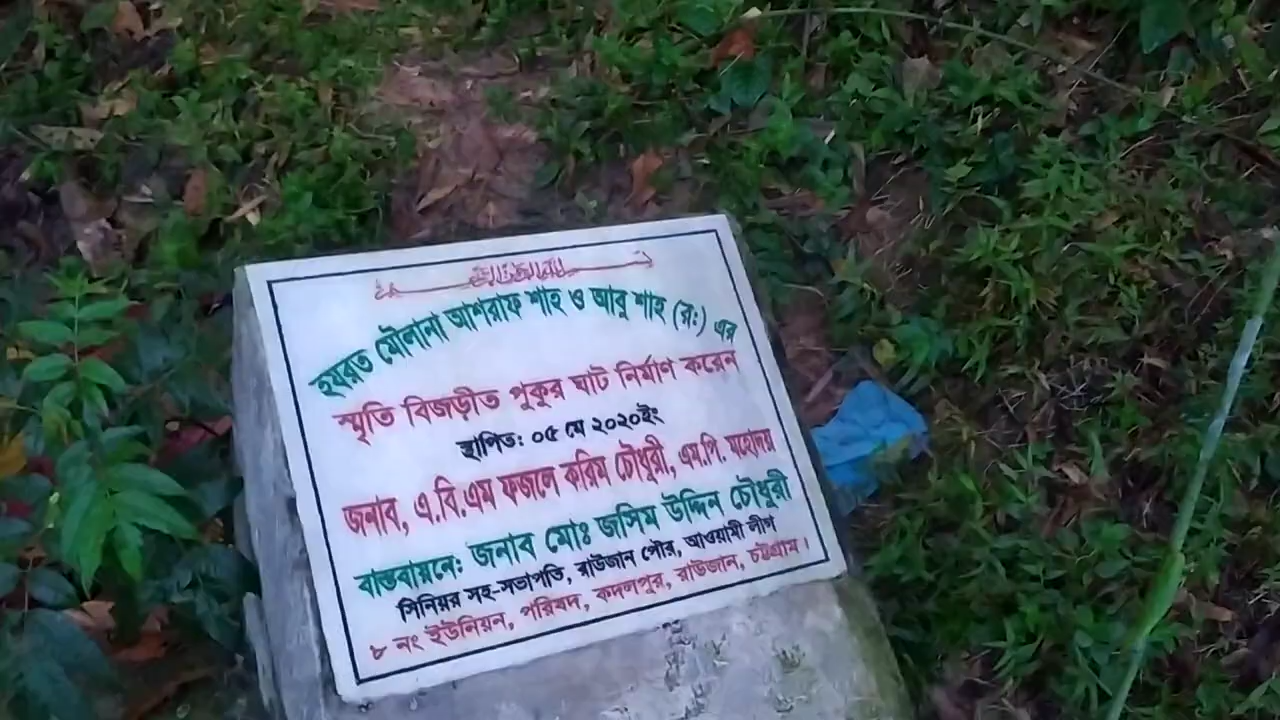 হযরত মৌলানা আশরাফ শাহ ও আবু শাহ (র:) এর
স্মৃতি বিজড়ীত পুকুর ঘাট নির্মাণ করেন
স্থাপিত: ০৫ মে ২০২০ইং
জনাব, এ.বি.এম ফজলে করিম চৌধুরী, এম.পি. মহোদয়
বাস্তবায়নে: জনাব মোঃ জসিম উদ্দিন চৌধুরী
সিনিয়র সহ-সভাপতি, রাউজান পৌর, আওয়ামী লীগ
৮ নং ইউনিয়ন, পরিষদ, কদলপুর, রাউজান, চট্টগ্রাম।